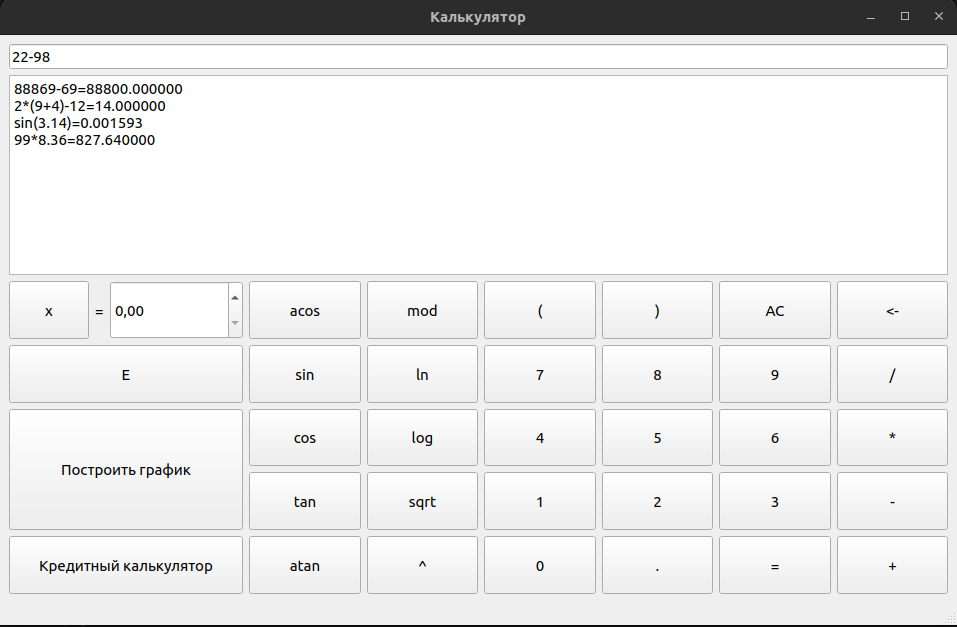 Калькулятор
22-98
88869-69=88800.000000
2*(9+4)-12=14.000000
sin(3.14)=0.001593
99*8.36=827.640000
x = 0,00 acos mod ( ) AC <-
E sin ln 7 8 9 /
cos log 4 5 6 *
Построить график
tan sqrt 1 2 3 -
Кредитный калькулятор atan ^ 0 . = +